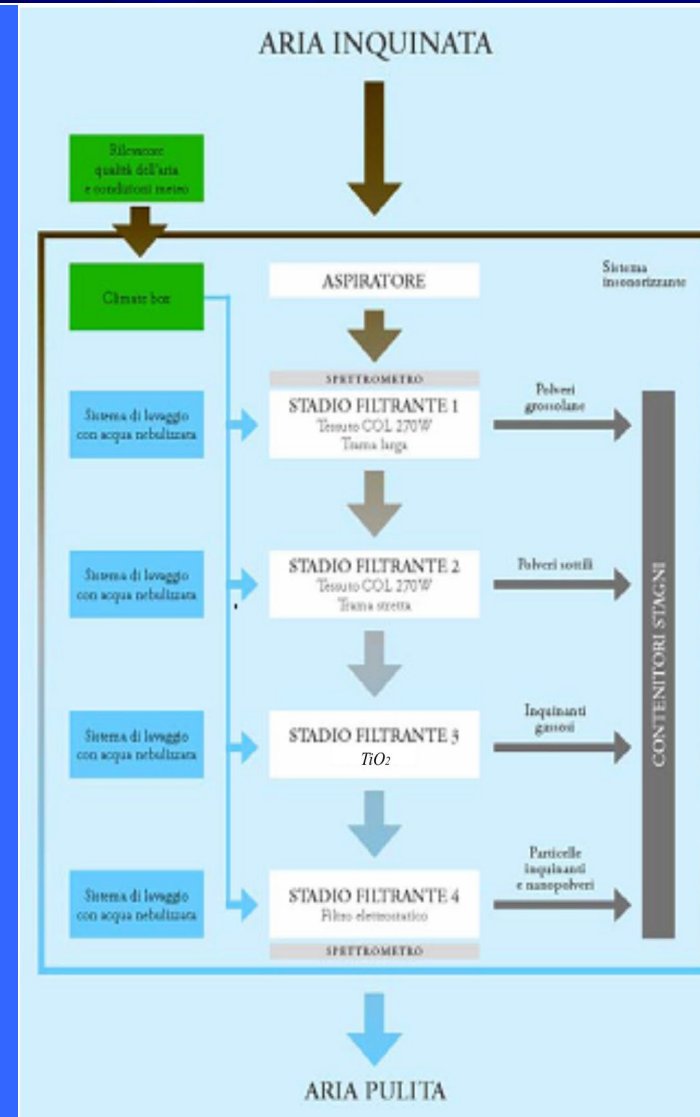 ARIA INQUINATA
Rilevatore
qualità dell'aria
e condizioni meteo
Climate box
ASPIRATORE
Sistema
insonorizzante
SPETTROMETRO
Sistema di lavaggio
con acqua nebulizzata
STADIO FILTRANTE 1
Tessuto COL 270W
Trama larga
Polveri
grossolane
Sistema di lavaggio
con acqua nebulizzata
STADIO FILTRANTE 2
Tessuto COL 270W
Trama stretta
Polveri sottili
CONTENITORI STAGNI
Sistema di lavaggio
con acqua nebulizzata
STADIO FILTRANTE 3
TiO2
Inquinanti
gassosi
Sistema di lavaggio
con acqua nebulizzata
STADIO FILTRANTE 4
Filtro elettrostatico
Particelle
inquinanti
e nanopolveri
SPETTROMETRO
ARIA PULITA